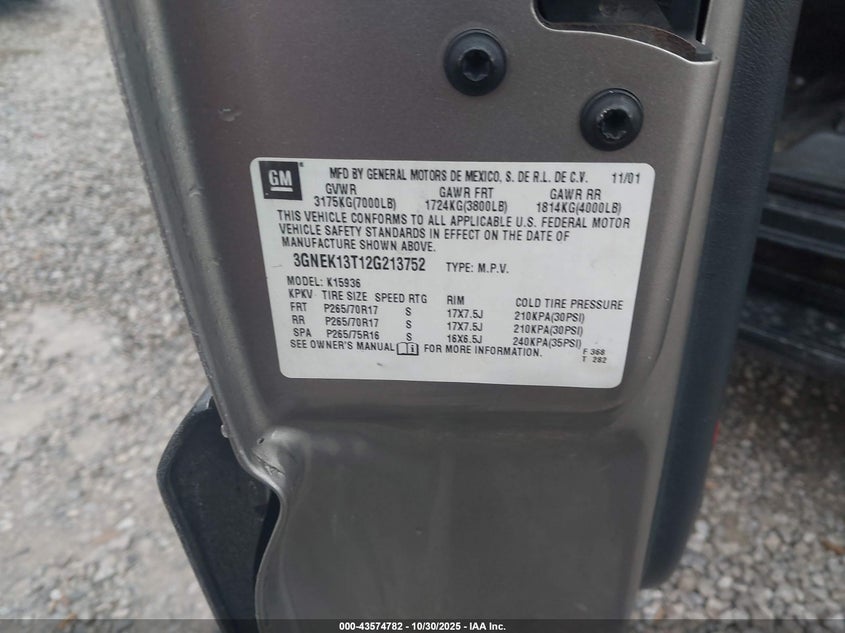 GM
MFD BY GENERAL MOTORS DE MEXICO, S. DE R.L. DE C.V. 11/01
GVWR GAWR FRT GAWR RR
3175KG(7000LB) 1724KG(3800LB) 1814KG(4000LB)
THIS VEHICLE CONFORMS TO ALL APPLICABLE U.S. FEDERAL MOTOR
VEHICLE SAFETY STANDARDS IN EFFECT ON THE DATE OF
MANUFACTURE SHOWN ABOVE.
3GNEK13T12G213752 TYPE: M.P.V.
MODEL: K15936
KPKV TIRE SIZE SPEED RTG RIM COLD TIRE PRESSURE
FRT P265/70R17 S 17X7.5J 210KPA(30PSI)
RR P265/70R17 S 17X7.5J 210KPA(30PSI)
SPA P265/75R16 S 16X6.5J 240KPA(35PSI)
SEE OWNER'S MANUAL FOR MORE INFORMATION.
F 368
T 282
000-43574782 - 10/30/2025 - IAA Inc.